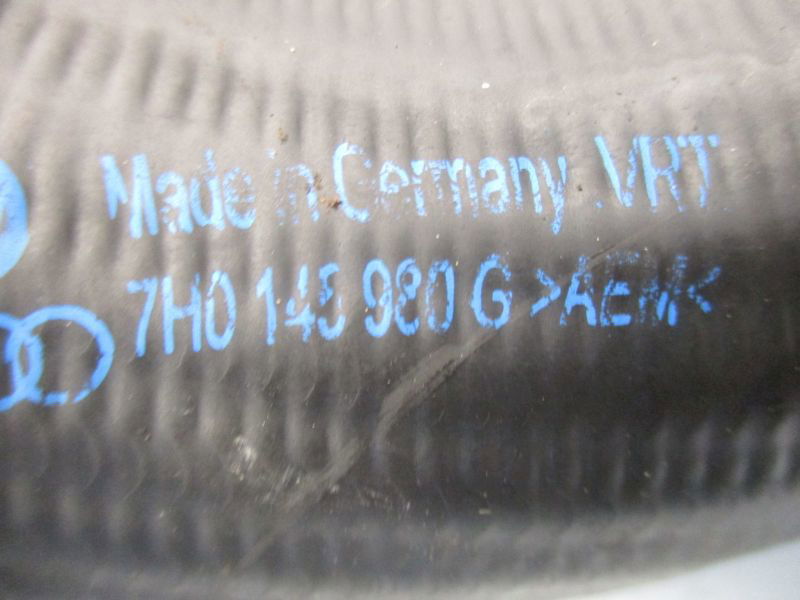 Made in Germany VRT
7H0 145 980 G >AEM<